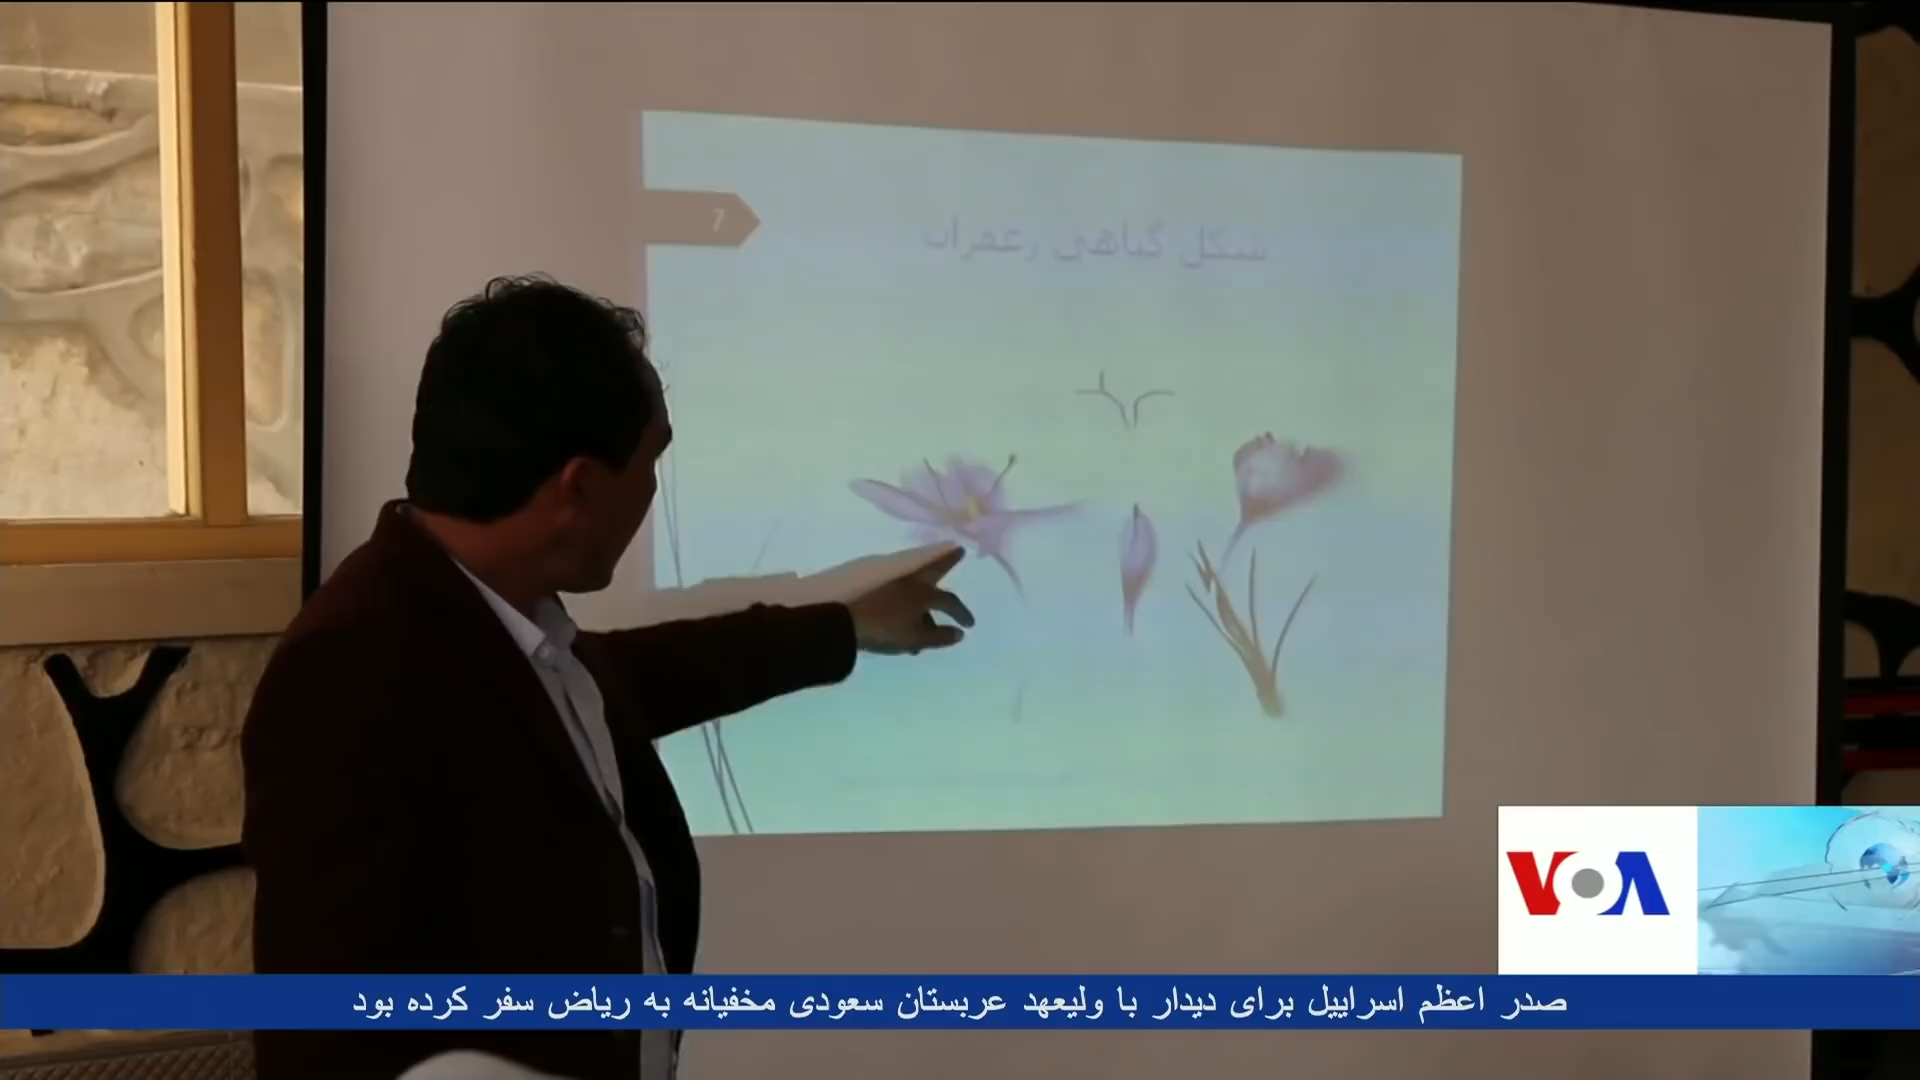 7
شکل گیاهی زعفران
VOA
صدر اعظم اسراییل برای دیدار با ولیعهد عربستان سعودی مخفیانه به ریاض سفر کرده بود